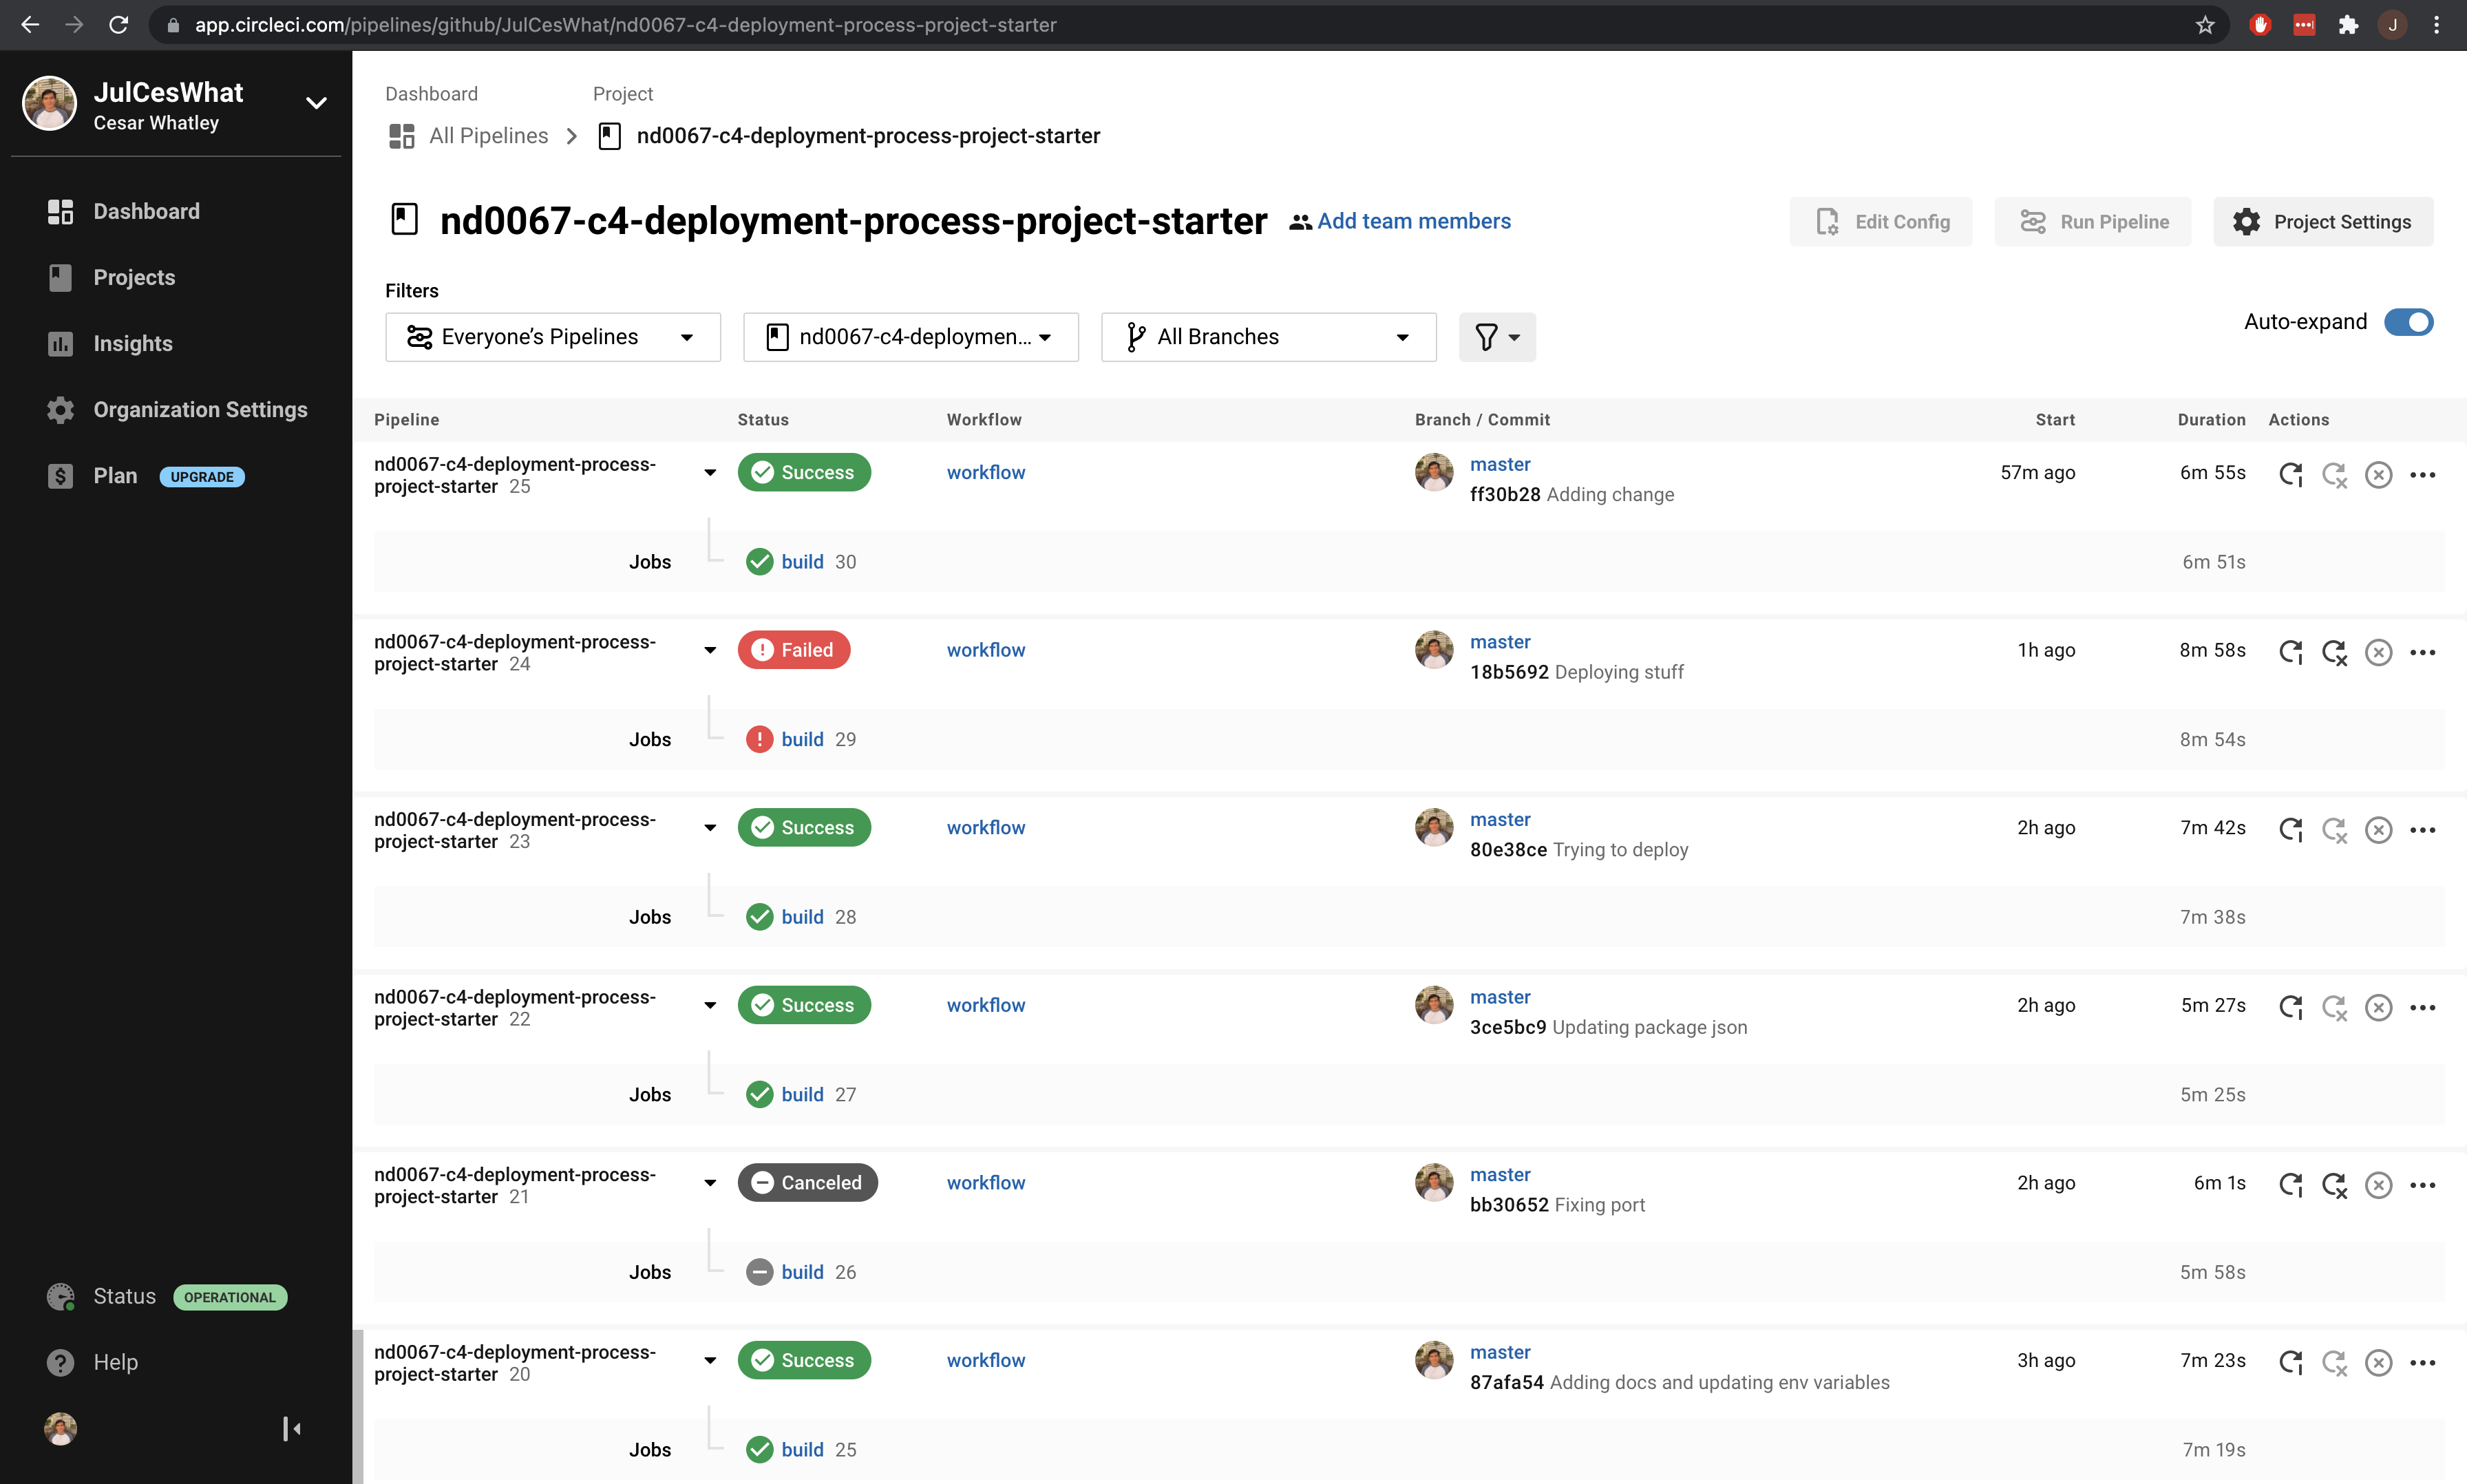 app.circleci.com/pipelines/github/JulCesWhat/nd0067-c4-deployment-process-project-starter
J
JulCesWhat
Cesar Whatley
Dashboard
Projects
Insights
Organization Settings
Plan UPGRADE
Status OPERATIONAL
Help
Dashboard Project
All Pipelines nd0067-c4-deployment-process-project-starter
nd0067-c4-deployment-process-project-starter Add team members Edit Config Run Pipeline Project Settings
Filters
Everyone’s Pipelines nd0067-c4-deploymen... All Branches Auto-expand
Pipeline Status Workflow Branch / Commit Start Duration Actions
nd0067-c4-deployment-process-
project-starter 25
Success workflow
master
ff30b28 Adding change
57m ago 6m 55s
Jobs build 30 6m 51s
nd0067-c4-deployment-process-
project-starter 24
Failed workflow
master
18b5692 Deploying stuff
1h ago 8m 58s
Jobs build 29 8m 54s
nd0067-c4-deployment-process-
project-starter 23
Success workflow
master
80e38ce Trying to deploy
2h ago 7m 42s
Jobs build 28 7m 38s
nd0067-c4-deployment-process-
project-starter 22
Success workflow
master
3ce5bc9 Updating package json
2h ago 5m 27s
Jobs build 27 5m 25s
nd0067-c4-deployment-process-
project-starter 21
Canceled workflow
master
bb30652 Fixing port
2h ago 6m 1s
Jobs build 26 5m 58s
nd0067-c4-deployment-process-
project-starter 20
Success workflow
master
87afa54 Adding docs and updating env variables
3h ago 7m 23s
Jobs build 25 7m 19s